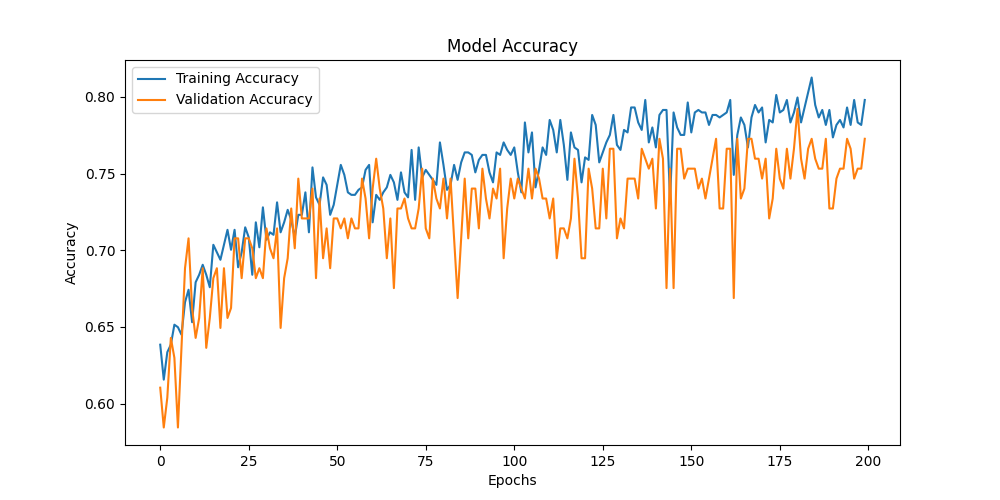 Model Accuracy
Training Accuracy
Validation Accuracy
Accuracy
0.80
0.75
0.70
0.65
0.60
0 25 50 75 100 125 150 175 200
Epochs